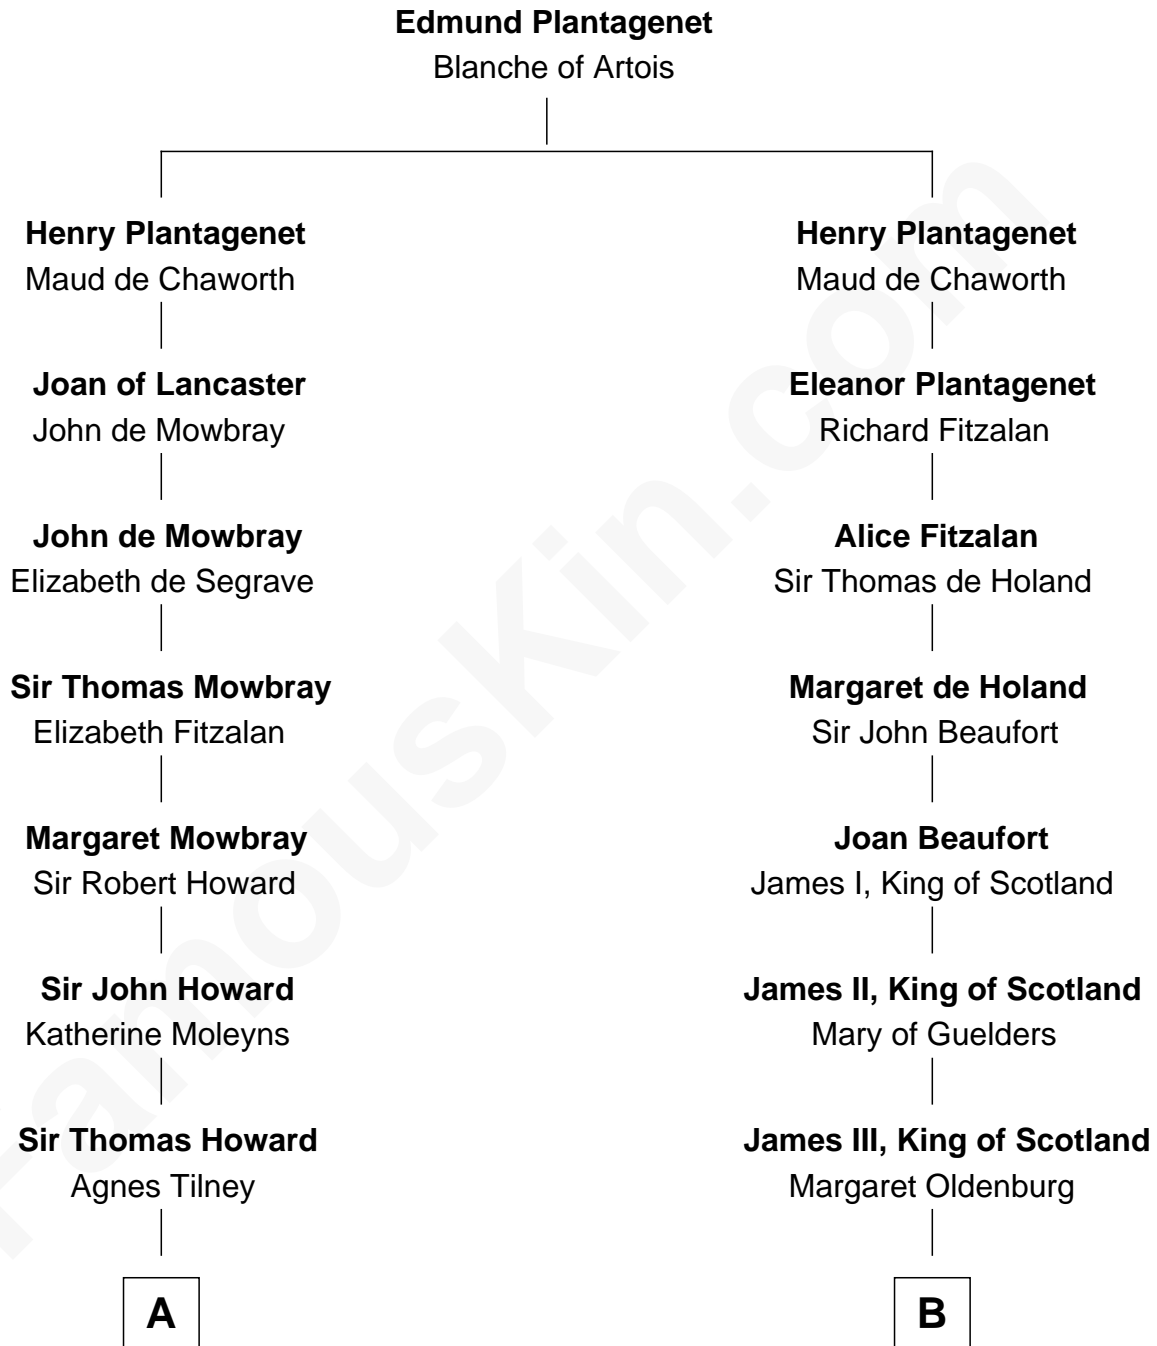 Edmund Plantagenet
Blanche of Artois
Henry Plantagenet
Maud de Chaworth
Henry Plantagenet
Maud de Chaworth
Joan of Lancaster
John de Mowbray
Eleanor Plantagenet
Richard Fitzalan
John de Mowbray
Elizabeth de Segrave
Alice Fitzalan
Sir Thomas de Holand
Sir Thomas Mowbray
Elizabeth Fitzalan
Margaret de Holand
Sir John Beaufort
Margaret Mowbray
Sir Robert Howard
Joan Beaufort
James I, King of Scotland
Sir John Howard
Katherine Moleyns
James II, King of Scotland
Mary of Guelders
Sir Thomas Howard
Agnes Tilney
James III, King of Scotland
Margaret Oldenburg
A
B
FamousKin.com